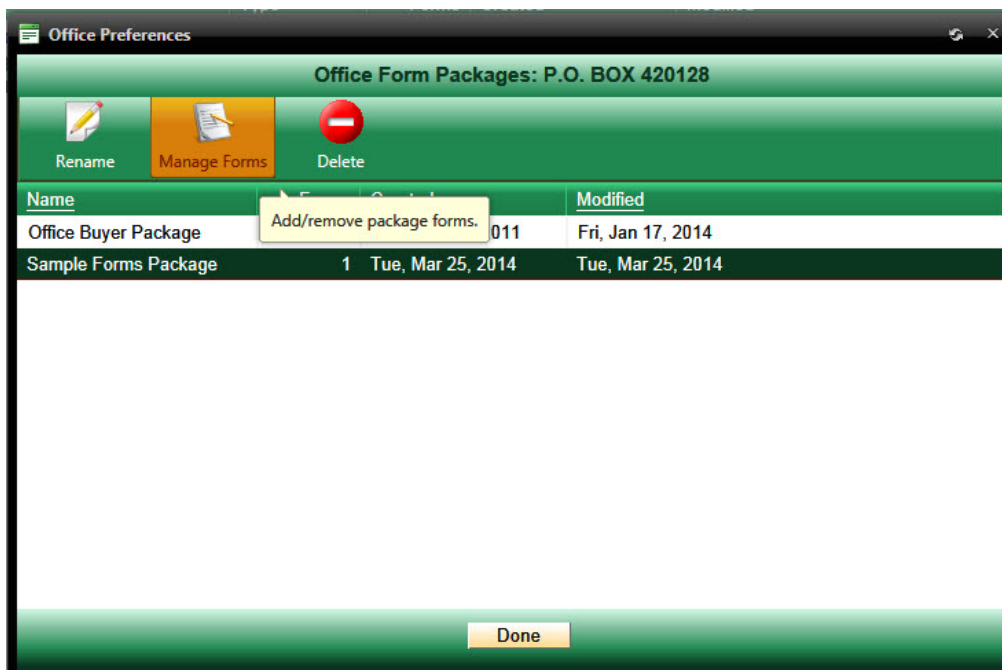 Office Preferences
Office Form Packages: P.O. BOX 420128
Rename Manage Forms Delete
Name Modified
Add/remove package forms.
Office Buyer Package 011 Fri, Jan 17, 2014
Sample Forms Package 1 Tue, Mar 25, 2014 Tue, Mar 25, 2014
Done